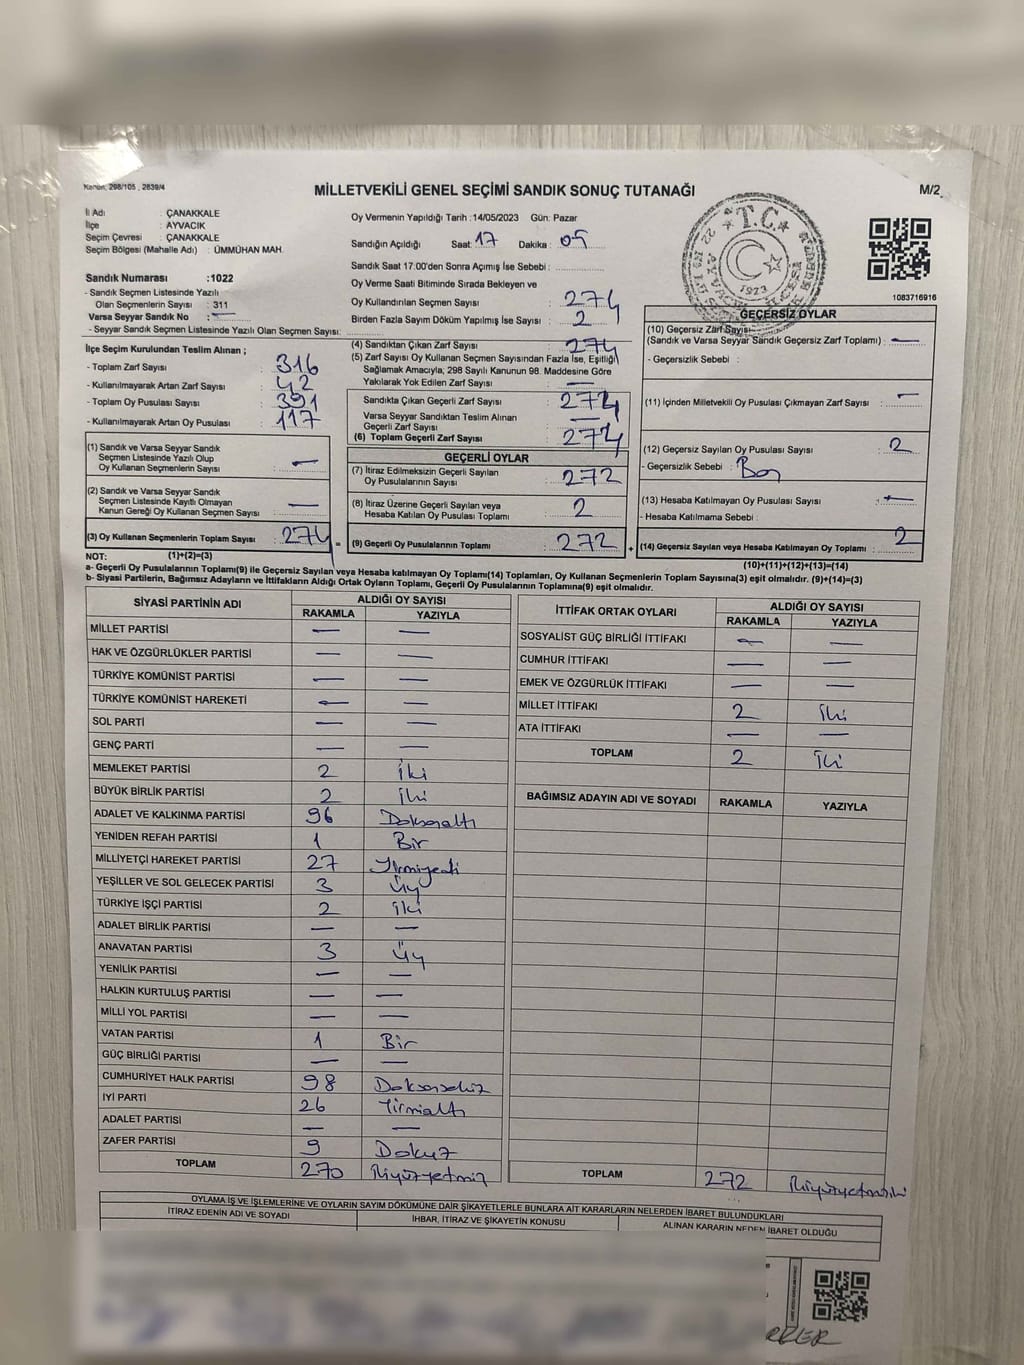 Kanun, 298/105 , 2839/4
MİLLETVEKİLİ GENEL SEÇİMİ SANDIK SONUÇ TUTANAĞI
M/2
İl Adı : ÇANAKKALE
İlçe : AYVACIK
Seçim Çevresi : ÇANAKKALE
Seçim Bölgesi (Mahalle Adı) : ÜMMÜHAN MAH.
Sandık Numarası :1022
- Sandık Seçmen Listesinde Yazılı
Olan Seçmenlerin Sayısı : 311
Varsa Seyyar Sandık No : —
- Seyyar Sandık Seçmen Listesinde Yazılı Olan Seçmen Sayısı:
Oy Vermenin Yapıldığı Tarih :14/05/2023 Gün: Pazar
Sandığın Açıldığı Saat: 17 Dakika : 05
Sandık Saat 17:00'den Sonra Açımış İse Sebebi :
Oy Verme Saati Bitiminde Sırada Bekleyen ve
Oy Kullandırılan Seçmen Sayısı : 274
Birden Fazla Sayım Döküm Yapılmış İse Sayısı : 2
T.C.
1923
1083716916
İlçe Seçim Kurulundan Teslim Alınan ;
- Toplam Zarf Sayısı : 316
- Kullanılmayarak Artan Zarf Sayısı : 42
- Toplam Oy Pusulası Sayısı : 391
- Kullanılmayarak Artan Oy Pusulası : 117
(1) Sandık ve Varsa Seyyar Sandık
Seçmen Listesinde Yazılı Olup
Oy Kullanan Seçmenlerin Sayısı : —
(2) Sandık ve Varsa Seyyar Sandık
Seçmen Listesinde Kayıtlı Olmayan
Kanun Gereği Oy Kullanan Seçmen Sayısı : —
(3) Oy Kullanan Seçmenlerin Toplam Sayısı : 274
(4) Sandıktan Çıkan Zarf Sayısı : 274
(5) Zarf Sayısı Oy Kullanan Seçmen Sayısından Fazla İse, Eşitliği
Sağlamak Amacıyla; 298 Sayılı Kanunun 98. Maddesine Göre
Yakılarak Yok Edilen Zarf Sayısı : —
Sandıkta Çıkan Geçerli Zarf Sayısı : 274
Varsa Seyyar Sandıktan Teslim Alınan
Geçerli Zarf Sayısı : —
(6) Toplam Geçerli Zarf Sayısı : 274
GEÇERLİ OYLAR
(7) İtiraz Edilmeksizin Geçerli Sayılan
Oy Pusulalarının Sayısı : 272
(8) İtiraz Üzerine Geçerli Sayılan veya
Hesaba Katılan Oy Pusulası Toplamı : 2
= (9) Geçerli Oy Pusulalarının Toplamı : 272 +
GEÇERSİZ OYLAR
(10) Geçersiz Zarf Sayısı
(Sandık ve Varsa Seyyar Sandık Geçersiz Zarf Toplamı) : —
- Geçersizlik Sebebi :
(11) İçinden Milletvekili Oy Pusulası Çıkmayan Zarf Sayısı : —
(12) Geçersiz Sayılan Oy Pusulası Sayısı : 2
- Geçersizlik Sebebi :
(13) Hesaba Katılmayan Oy Pusulası Sayısı : —
- Hesaba Katılmama Sebebi :
(14) Geçersiz Sayılan veya Hesaba Katılmayan Oy Toplamı : 2
NOT: (1)+(2)=(3)
(10)+(11)+(12)+(13)=(14)
a- Geçerli Oy Pusulalarının Toplamı(9) ile Geçersiz Sayılan veya Hesaba katılmayan Oy Toplamı(14) Toplamları, Oy Kullanan Seçmenlerin Toplam Sayısına(3) eşit olmalıdır. (9)+(14)=(3)
b- Siyasi Partilerin, Bağımsız Adayların ve İttifakların Aldığı Ortak Oyların Toplamı, Geçerli Oy Pusulalarının Toplamına(9) eşit olmalıdır.
SİYASİ PARTİNİN ADI ALDIĞI OY SAYISI
RAKAMLA YAZIYLA
MİLLET PARTİSİ — —
HAK VE ÖZGÜRLÜKLER PARTİSİ — —
TÜRKİYE KOMÜNİST PARTİSİ — —
TÜRKİYE KOMÜNİST HAREKETİ — —
SOL PARTİ — —
GENÇ PARTİ — —
MEMLEKET PARTİSİ 2 İki
BÜYÜK BİRLİK PARTİSİ 2 İki
ADALET VE KALKINMA PARTİSİ 96 Doksanaltı
YENİDEN REFAH PARTİSİ 1 Bir
MİLLİYETÇİ HAREKET PARTİSİ 27 Yirmiyedi
YEŞİLLER VE SOL GELECEK PARTİSİ 3 Üç
TÜRKİYE İŞÇİ PARTİSİ 2 İki
ADALET BİRLİK PARTİSİ — —
ANAVATAN PARTİSİ 3 Üç
YENİLİK PARTİSİ — —
HALKIN KURTULUŞ PARTİSİ — —
MİLLİ YOL PARTİSİ — —
VATAN PARTİSİ 1 Bir
GÜÇ BİRLİĞİ PARTİSİ — —
CUMHURİYET HALK PARTİSİ 98 Doksansekiz
İYİ PARTİ 26 Yirmialtı
ADALET PARTİSİ — —
ZAFER PARTİSİ 9 Dokuz
TOPLAM 270 İkiyüzyetmiş
İTTİFAK ORTAK OYLARI ALDIĞI OY SAYISI
RAKAMLA YAZIYLA
SOSYALİST GÜÇ BİRLİĞİ İTTİFAKI — —
CUMHUR İTTİFAKI — —
EMEK VE ÖZGÜRLÜK İTTİFAKI — —
MİLLET İTTİFAKI 2 İki
ATA İTTİFAKI — —
TOPLAM 2 İki
BAĞIMSIZ ADAYIN ADI VE SOYADI RAKAMLA YAZIYLA
TOPLAM 272 İkiyüzyetmişiki
OYLAMA İŞ VE İŞLEMLERİNE VE OYLARIN SAYIM DÖKÜMÜNE DAİR ŞİKAYETLERLE BUNLARA AİT KARARLARIN NELERDEN İBARET BULUNDUKLARI
İTİRAZ EDENİN ADI VE SOYADI İHBAR, İTİRAZ VE ŞİKAYETİN KONUSU ALINAN KARARIN NEDEN İBARET OLDUĞU